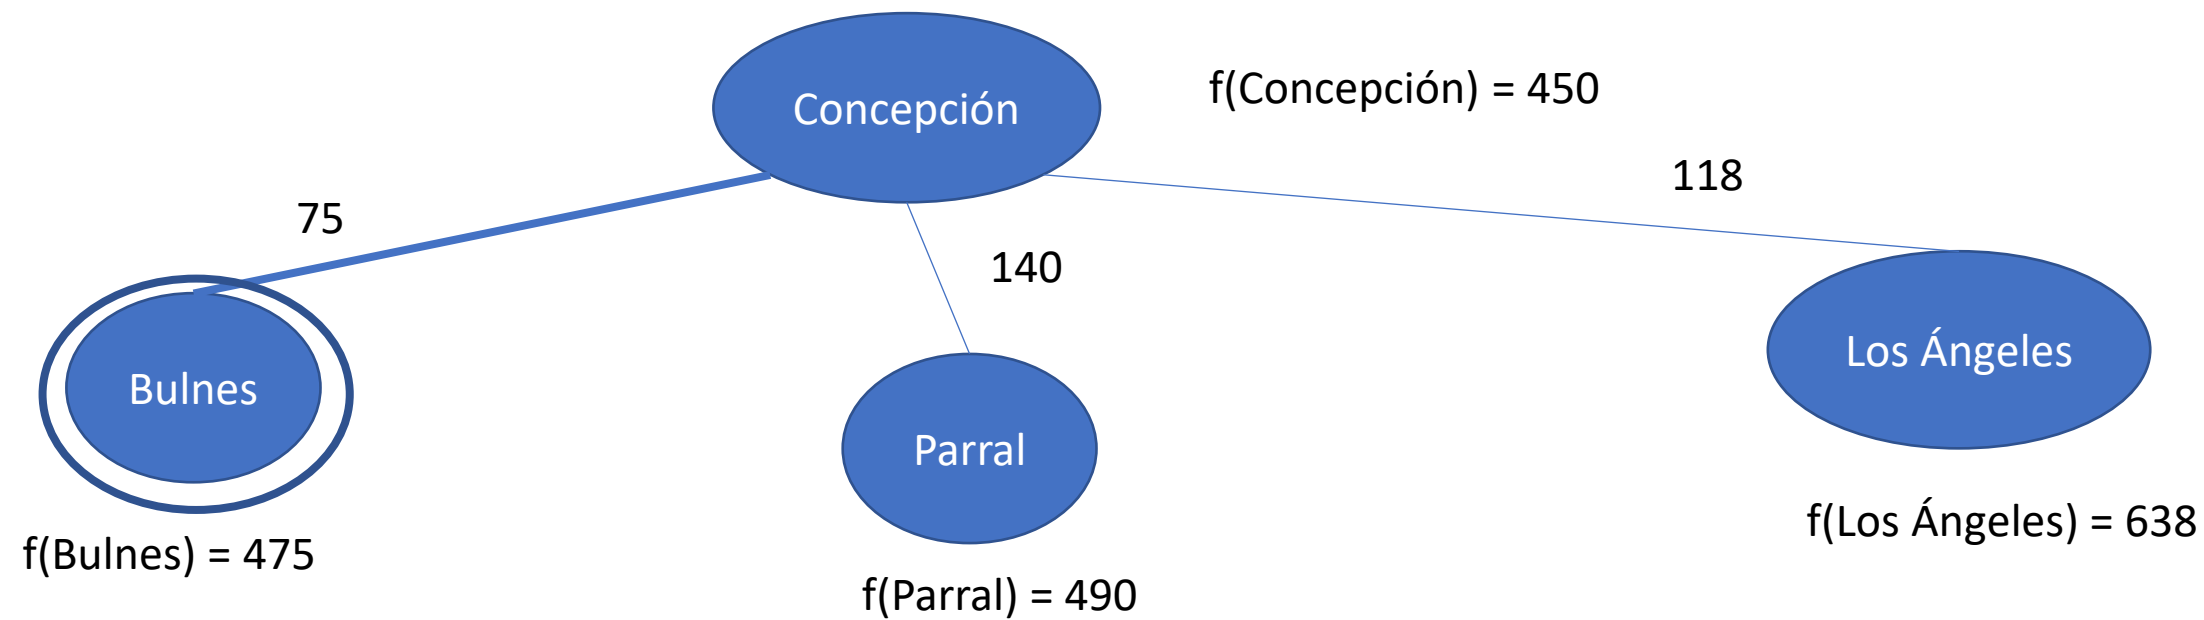 Concepción
f(Concepción) = 450
118
75
140
Los Ángeles
Bulnes
Parral
f(Los Ángeles) = 638
f(Bulnes) = 475
f(Parral) = 490